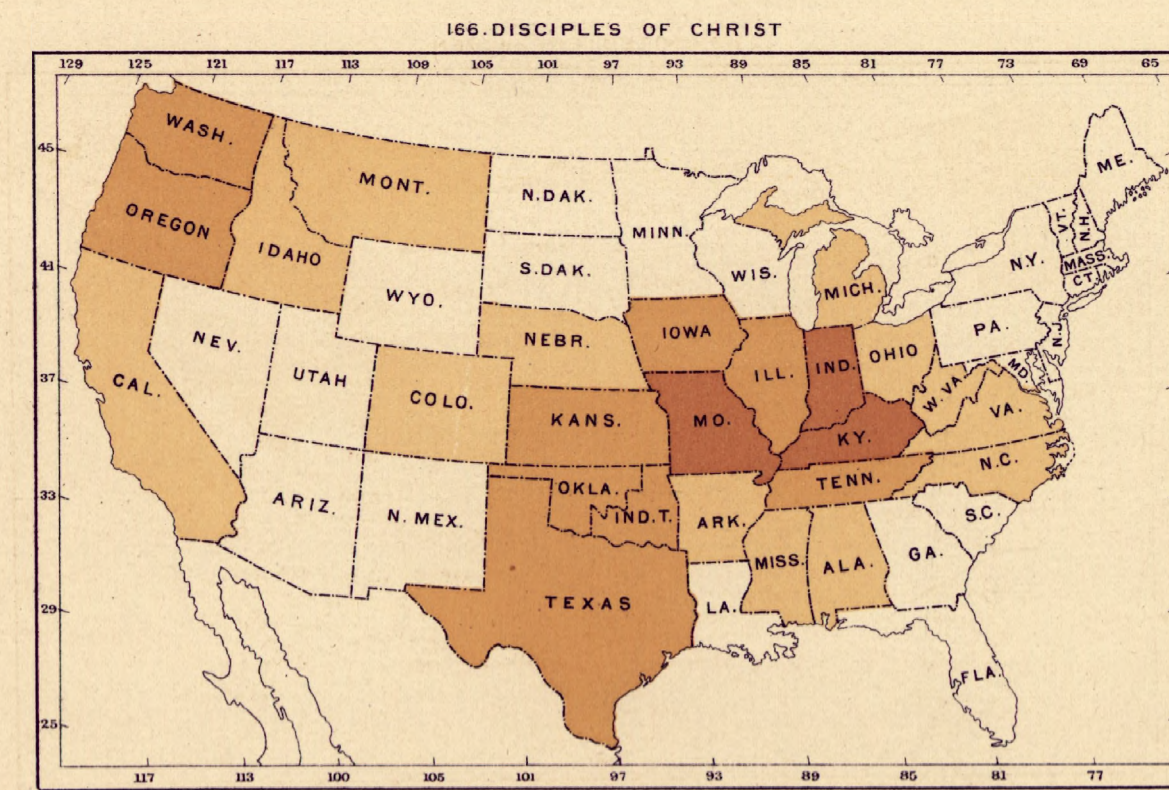 166. DISCIPLES OF CHRIST
129 125 121 117 113 109 105 101 97 93 89 85 81 77 73 69 65
45
41
37
33
29
25
WASH.
OREGON
IDAHO
MONT.
N.DAK.
S.DAK.
MINN.
WIS.
MICH.
ME.
VT.
N.H.
MASS.
CT.
N.Y.
PA.
N.J.
MD.
WYO.
NEBR.
IOWA
ILL.
IND.
OHIO
W.VA.
VA.
NEV.
UTAH
COLO.
KANS.
MO.
KY.
CAL.
ARIZ.
N. MEX.
OKLA.
IND.T.
ARK.
TENN.
N.C.
S.C.
TEXAS
LA.
MISS.
ALA.
GA.
FLA.
117 113 100 105 101 97 93 89 85 81 77